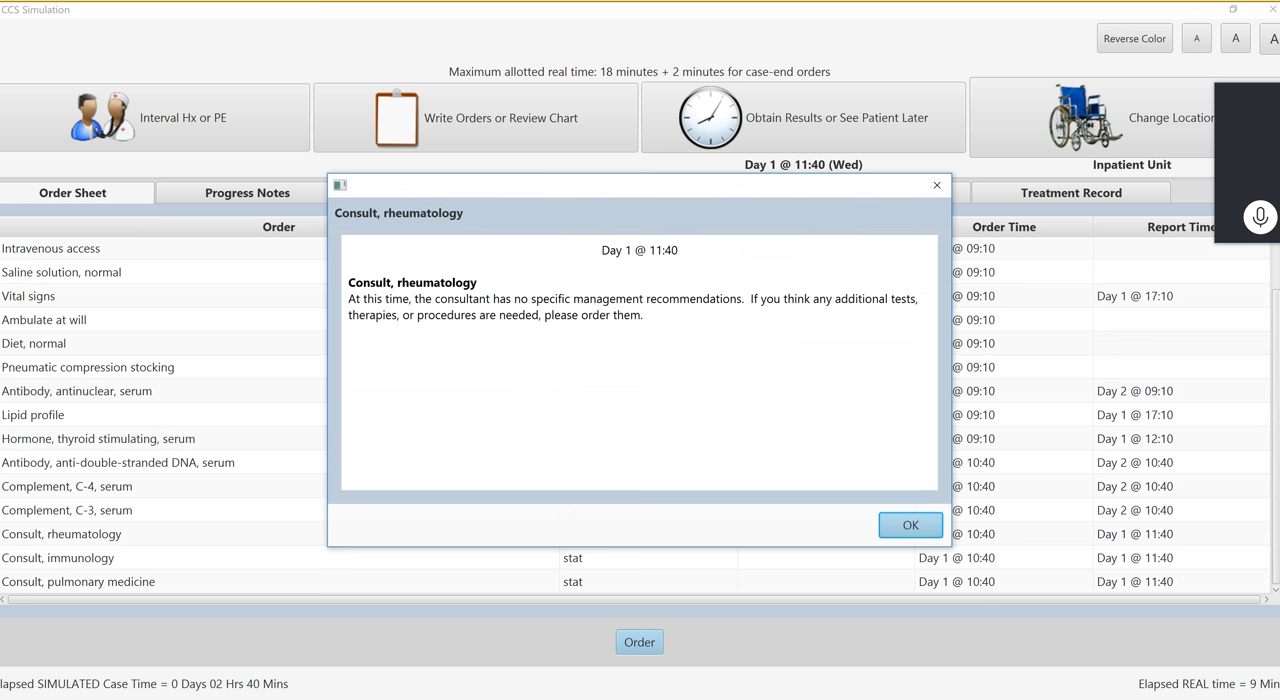 CCS Simulation
Reverse Color A A A
Maximum allotted real time: 18 minutes + 2 minutes for case-end orders
Interval Hx or PE Write Orders or Review Chart Obtain Results or See Patient Later Change Location
Day 1 @ 11:40 (Wed) Inpatient Unit
Order Sheet Progress Notes Treatment Record
Consult, rheumatology
Day 1 @ 11:40
Consult, rheumatology
At this time, the consultant has no specific management recommendations. If you think any additional tests,
therapies, or procedures are needed, please order them.
OK
Order Order Time Report Time
Intravenous access @ 09:10
Saline solution, normal @ 09:10
Vital signs @ 09:10 Day 1 @ 17:10
Ambulate at will @ 09:10
Diet, normal @ 09:10
Pneumatic compression stocking @ 09:10
Antibody, antinuclear, serum @ 09:10 Day 2 @ 09:10
Lipid profile @ 09:10 Day 1 @ 17:10
Hormone, thyroid stimulating, serum @ 09:10 Day 1 @ 12:10
Antibody, anti-double-stranded DNA, serum @ 10:40 Day 2 @ 10:40
Complement, C-4, serum @ 10:40 Day 2 @ 10:40
Complement, C-3, serum @ 10:40 Day 2 @ 10:40
Consult, rheumatology @ 10:40 Day 1 @ 11:40
Consult, immunology stat Day 1 @ 10:40 Day 1 @ 11:40
Consult, pulmonary medicine stat Day 1 @ 10:40 Day 1 @ 11:40
Order
lapsed SIMULATED Case Time = 0 Days 02 Hrs 40 Mins Elapsed REAL time = 9 Min